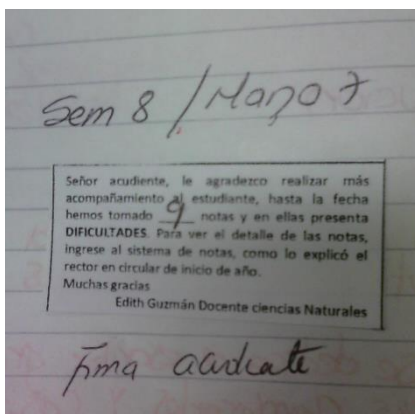 Sem 8 / Marzo 7
Señor acudiente, le agradezco realizar más
acompañamiento al estudiante, hasta la fecha
hemos tomado 9 notas y en ellas presenta
DIFICULTADES. Para ver el detalle de las notas,
ingrese al sistema de notas, como lo explicó el
rector en circular de inicio de año.
Muchas gracias
Edith Guzmán Docente ciencias Naturales
Firma acudiente